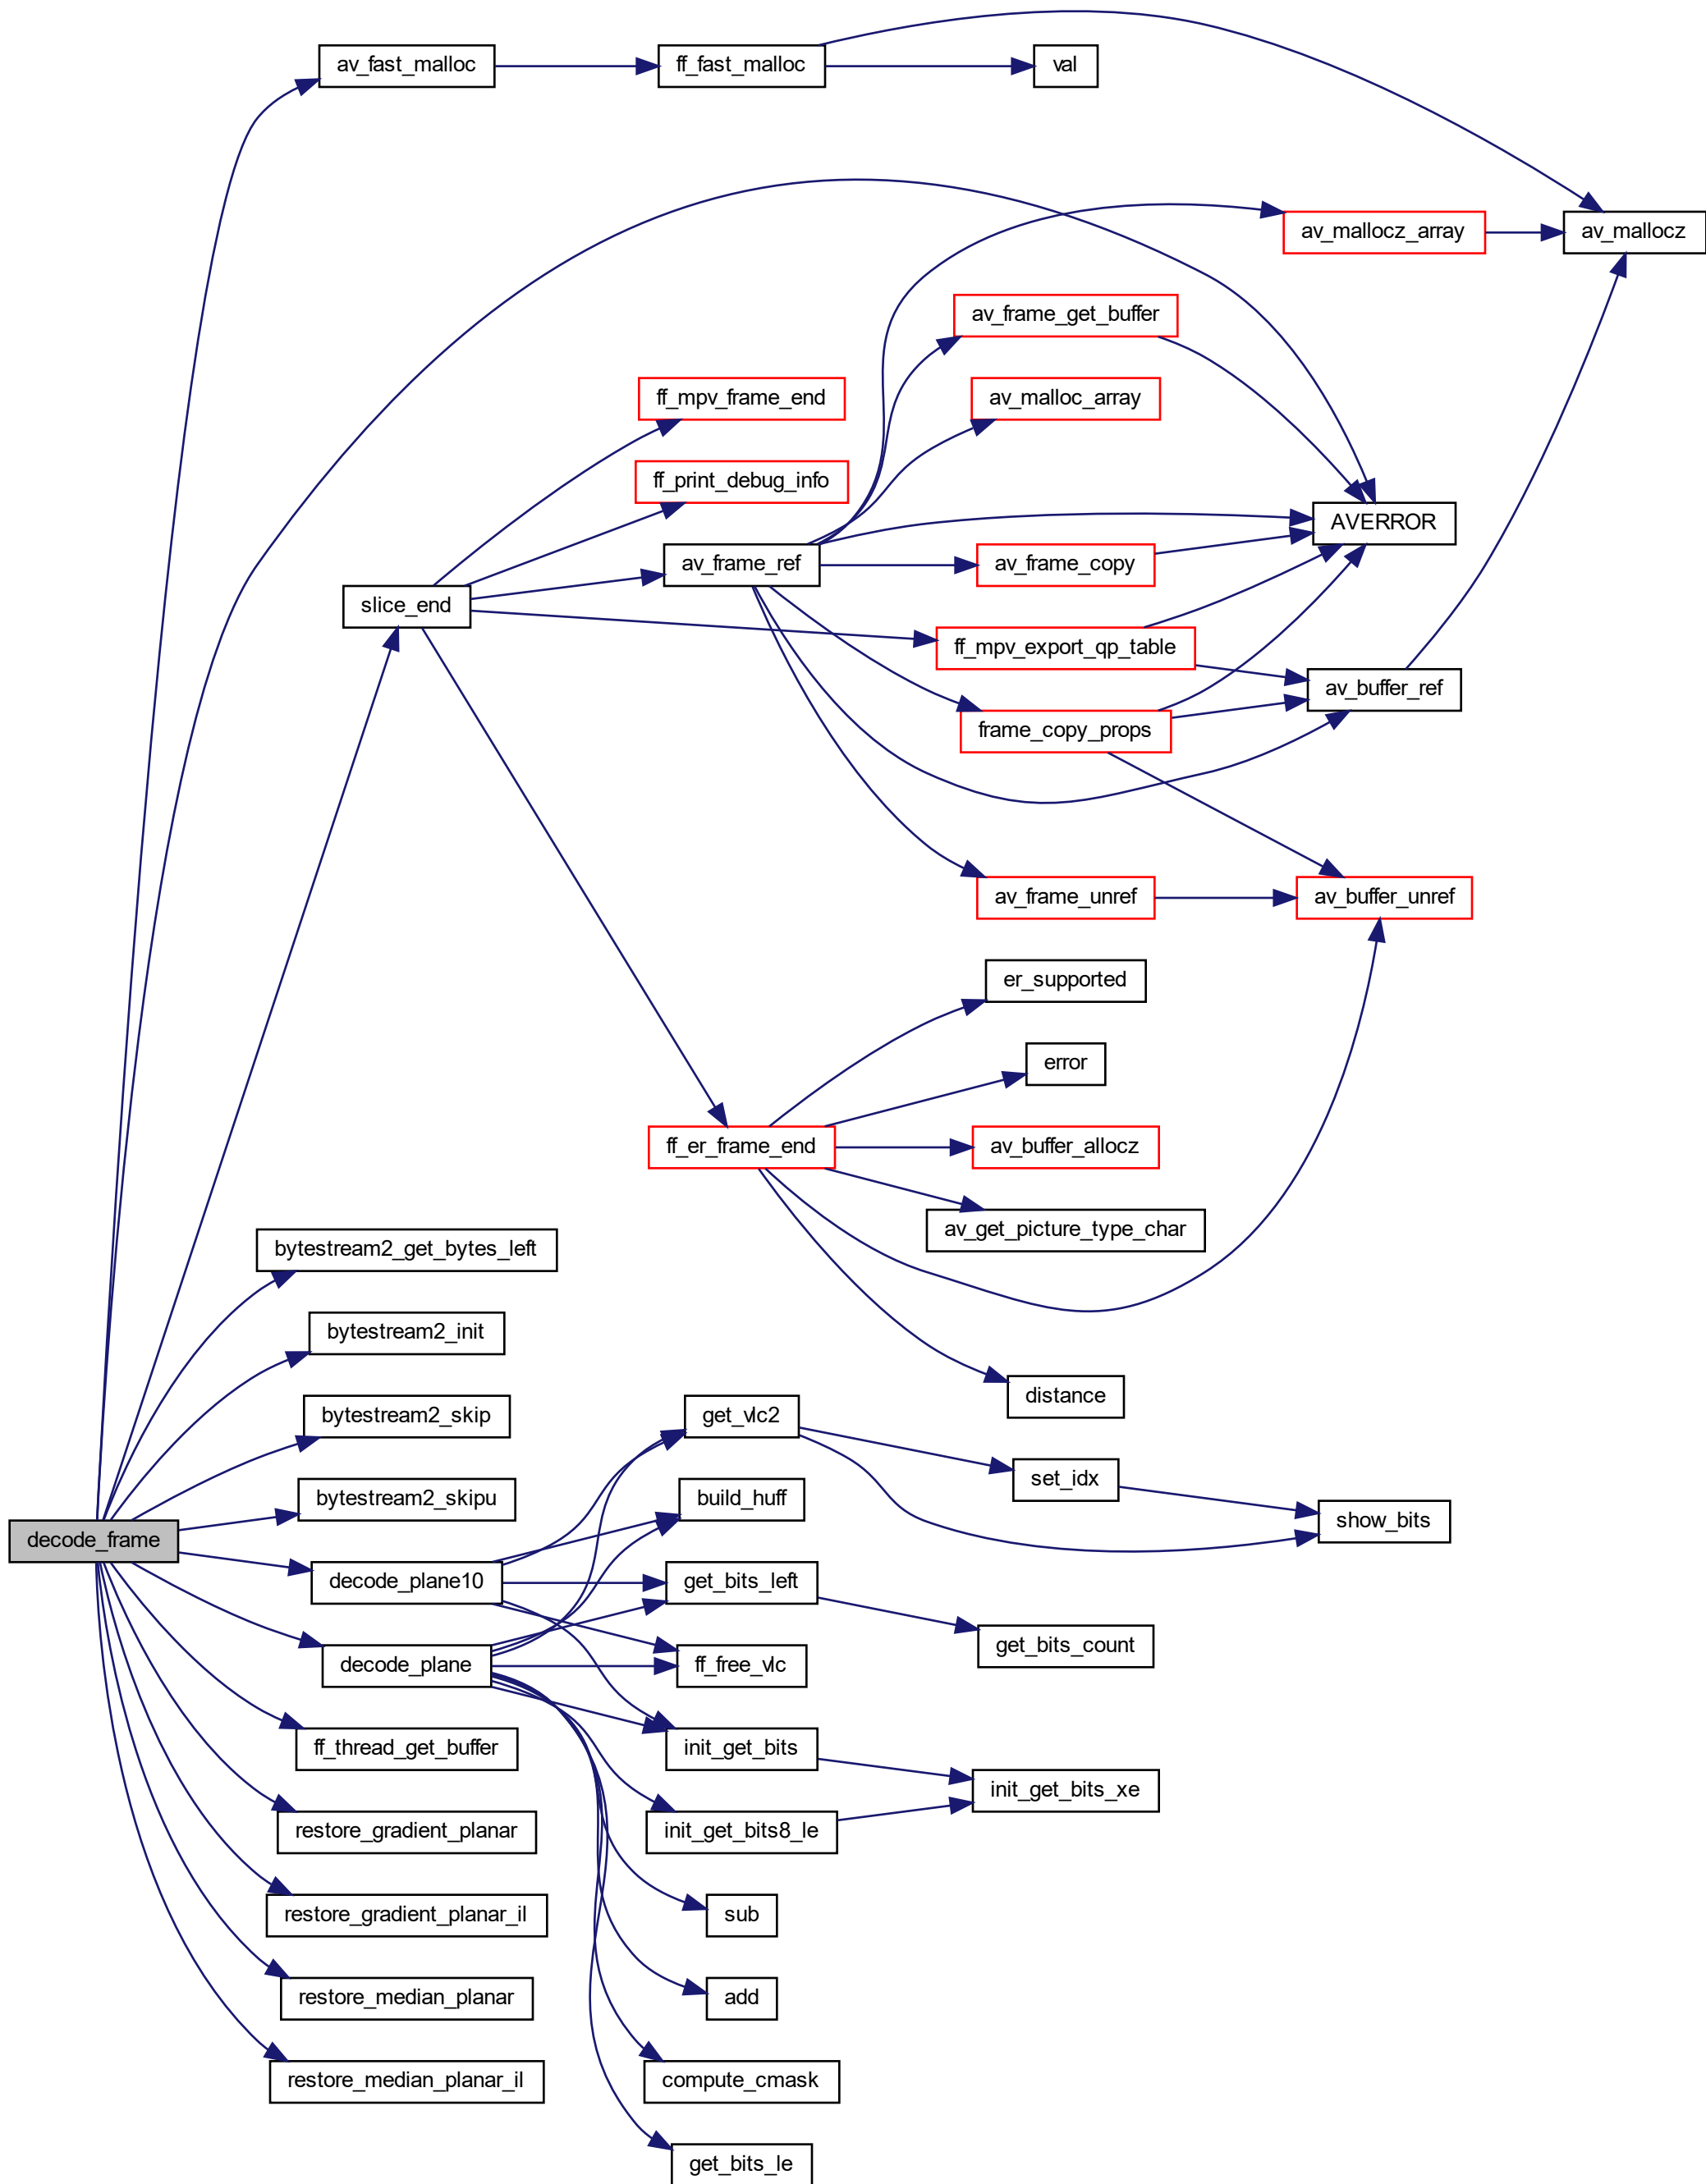 av_fast_malloc
ff_fast_malloc
val
av_mallocz_array
av_mallocz
av_frame_get_buffer
ff_mpv_frame_end
av_malloc_array
ff_print_debug_info
AVERROR
av_frame_ref
av_frame_copy
slice_end
ff_mpv_export_qp_table
av_buffer_ref
frame_copy_props
av_frame_unref
av_buffer_unref
er_supported
error
ff_er_frame_end
av_buffer_allocz
av_get_picture_type_char
bytestream2_get_bytes_left
bytestream2_init
distance
bytestream2_skip
get_vlc2
set_idx
bytestream2_skipu
build_huff
show_bits
decode_frame
decode_plane10
get_bits_left
get_bits_count
decode_plane
ff_free_vlc
ff_thread_get_buffer
init_get_bits
init_get_bits_xe
restore_gradient_planar
init_get_bits8_le
restore_gradient_planar_il
sub
restore_median_planar
add
restore_median_planar_il
compute_cmask
get_bits_le